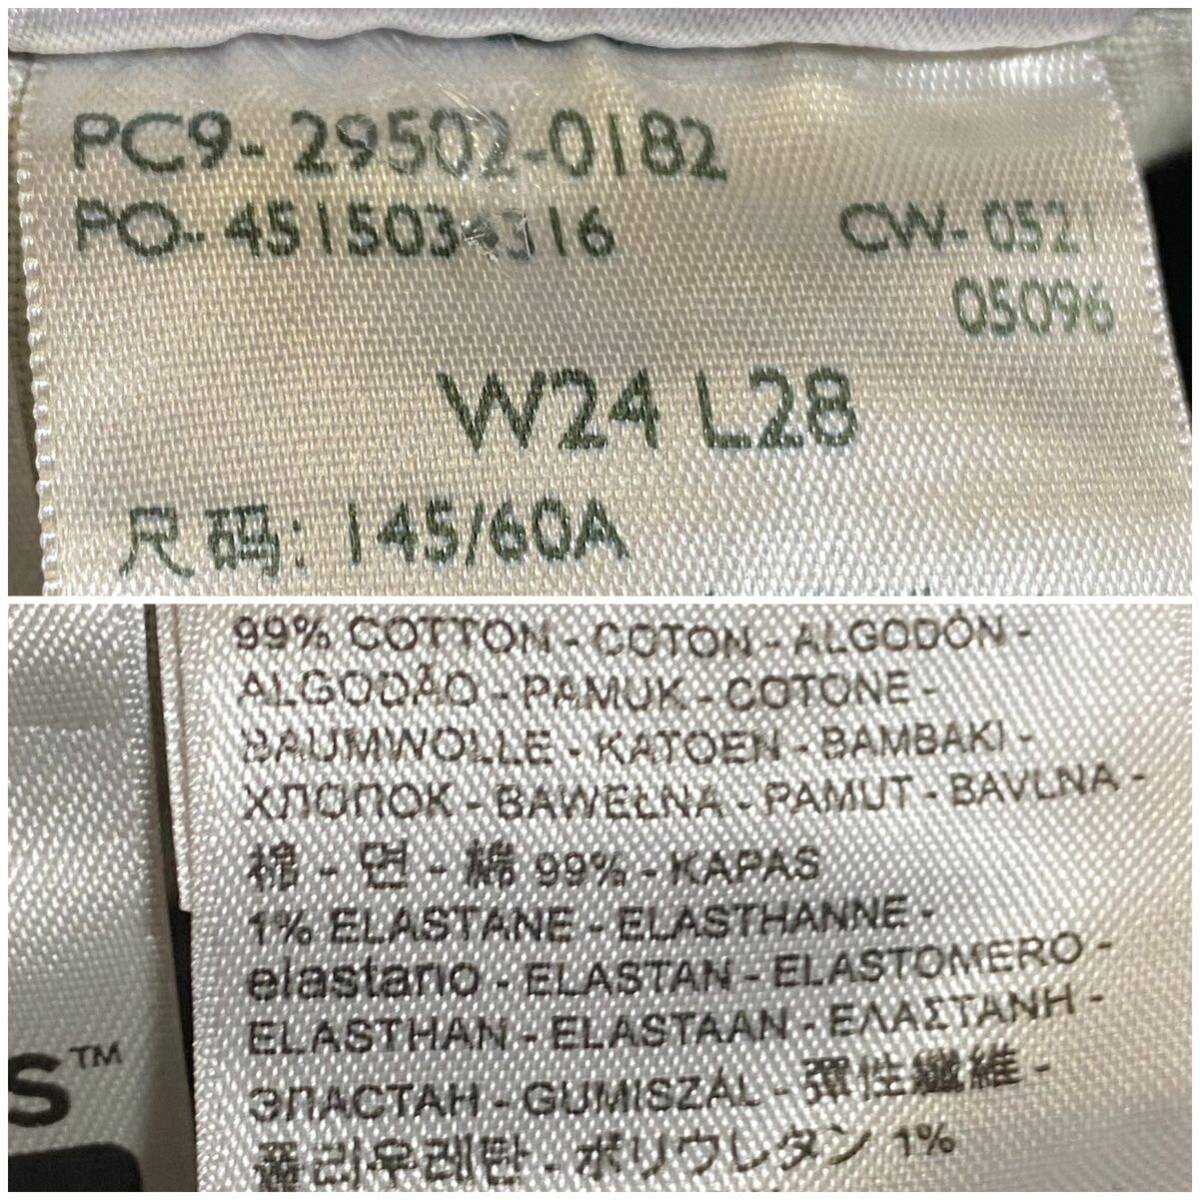 PC9- 29502-0182
PO- 45150 16 CW- 0521
05096
W24 L28
尺码: 145/60A
99% COTTON - COTON - ALGODÓN -
ALGODÃO - PAMUK - COTONE -
BAUMWOLLE - KATOEN - BAMBAKI -
ХЛОПОК - BAWEŁNA - PAMUT - BAVLNA -
棉 - 면 - 綿 99% - KAPAS
1% ELASTANE - ELASTHANNE -
elastano - ELASTAN - ELASTOMERO -
ELASTHAN - ELASTAAN - ΕΛΑΣΤΑΝΗ -
ЭЛАСТАН - GUMISZÁL - 彈性纖維 -
폴리우레탄 - ポリウレタン 1%
S™